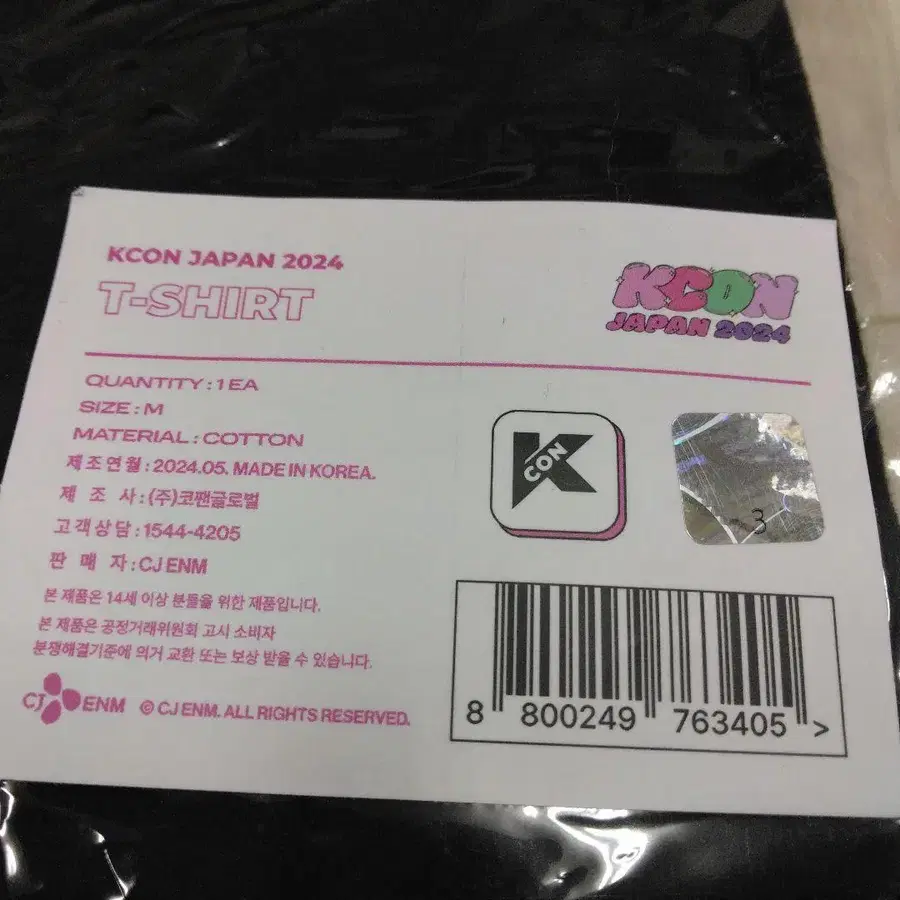 KCON JAPAN 2024
T-SHIRT
KCON
JAPAN 2024
QUANTITY : 1 EA
SIZE : M
MATERIAL : COTTON
제조연월 : 2024.05. MADE IN KOREA.
제 조 사 : (주)코팬글로벌
고객상담 : 1544-4205
판 매 자 : CJ ENM
본 제품은 14세 이상 분들을 위한 제품입니다.
본 제품은 공정거래위원회 고시 소비자
분쟁해결기준에 의거 교환 또는 보상 받을 수 있습니다.
CJ ENM © CJ ENM. ALL RIGHTS RESERVED.
KCON
3
8 800249 763405 >